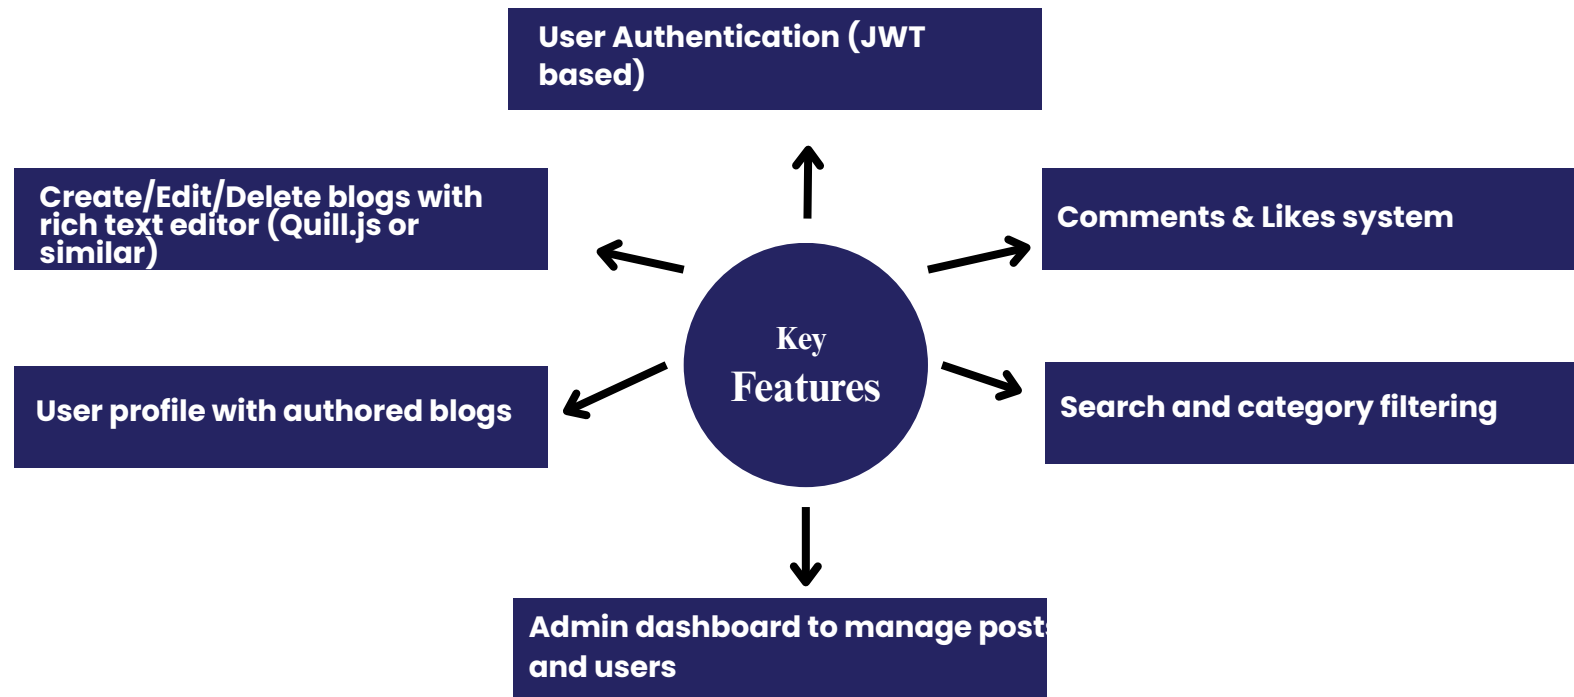 User Authentication (JWT
based)
Create/Edit/Delete blogs with
rich text editor (Quill.js or
similar)
Comments & Likes system
Key
Features
User profile with authored blogs
Search and category filtering
Admin dashboard to manage posts
and users